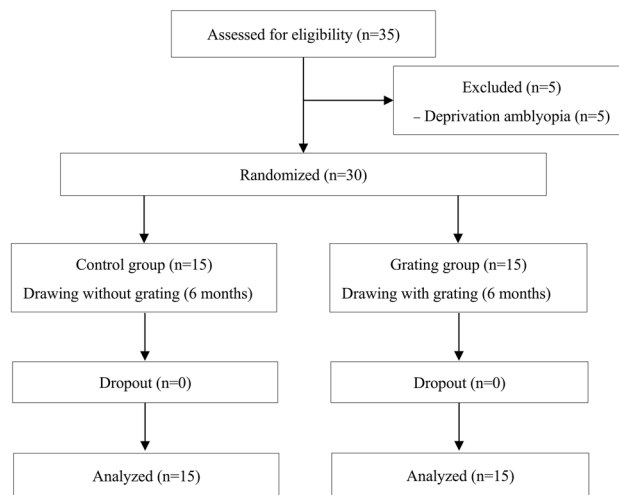 Assessed for eligibility (n=35)
Excluded (n=5)
– Deprivation amblyopia (n=5)
Randomized (n=30)
Control group (n=15)
Drawing without grating (6 months)
Grating group (n=15)
Drawing with grating (6 months)
Dropout (n=0)
Dropout (n=0)
Analyzed (n=15)
Analyzed (n=15)